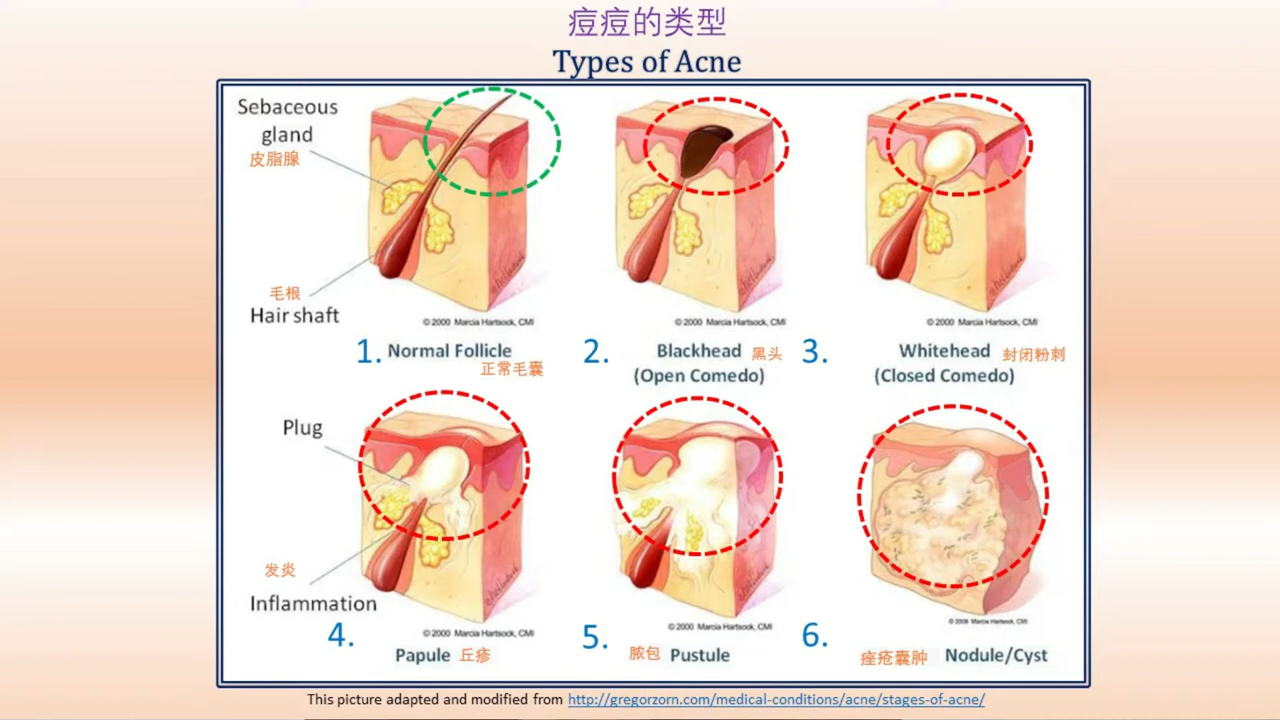 痘痘的类型
Types of Acne
Sebaceous
gland
皮脂腺
毛根
Hair shaft
© 2000 Marcia Hartsock, CMI
© 2000 Marcia Hartsock, CMI
© 2000 Marcia Hartsock, CMI
1. Normal Follicle
正常毛囊
2. Blackhead 黑头
(Open Comedo)
3. Whitehead 封闭粉刺
(Closed Comedo)
Plug
发炎
Inflammation
© 2000 Marcia Hartsock, CMI
© 2000 Marcia Hartsock, CMI
© 2008 Marcia Hartsock, CMI
4. Papule 丘疹
5. 脓包 Pustule
6. 痤疮囊肿 Nodule/Cyst
This picture adapted and modified from http://gregorzorn.com/medical-conditions/acne/stages-of-acne/